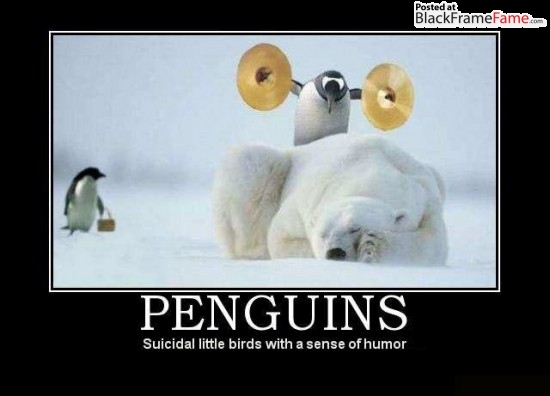 Posted at
BlackFrameFame.com
PENGUINS
Suicidal little birds with a sense of humor